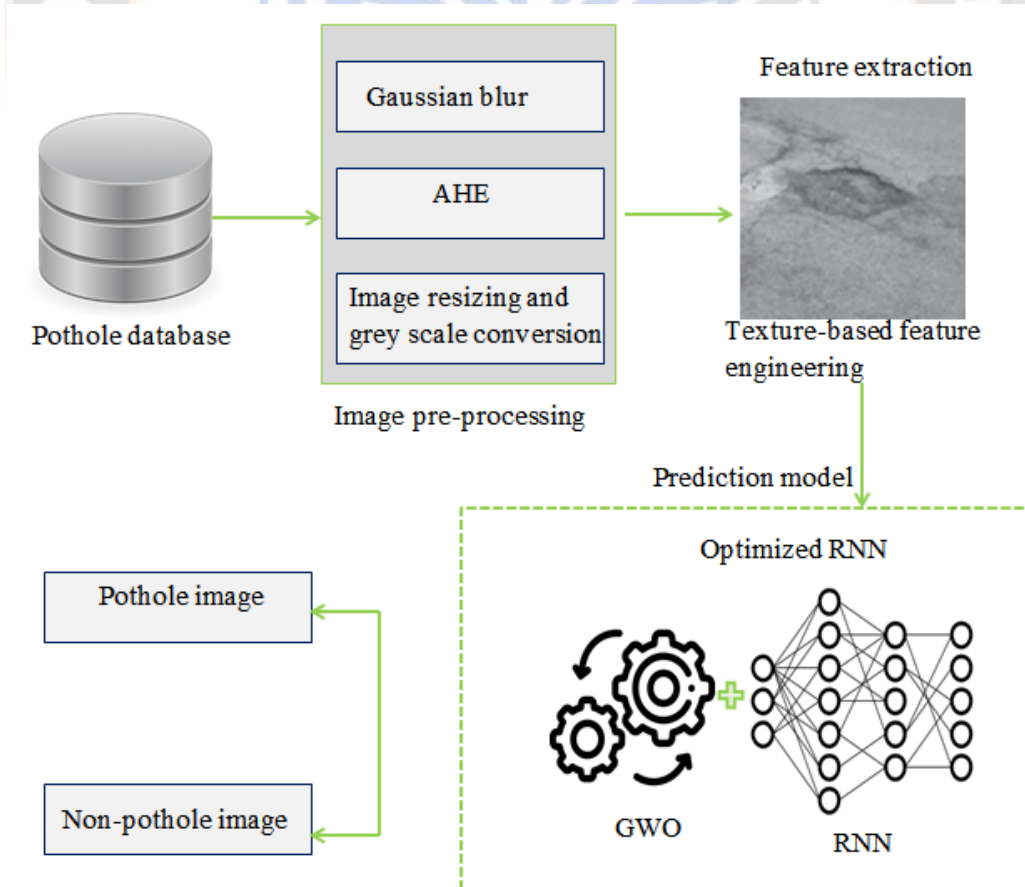 Pothole database
Gaussian blur
AHE
Image resizing and
grey scale conversion
Image pre-processing
Feature extraction
Texture-based feature
engineering
Prediction model
Optimized RNN
GWO
RNN
Pothole image
Non-pothole image